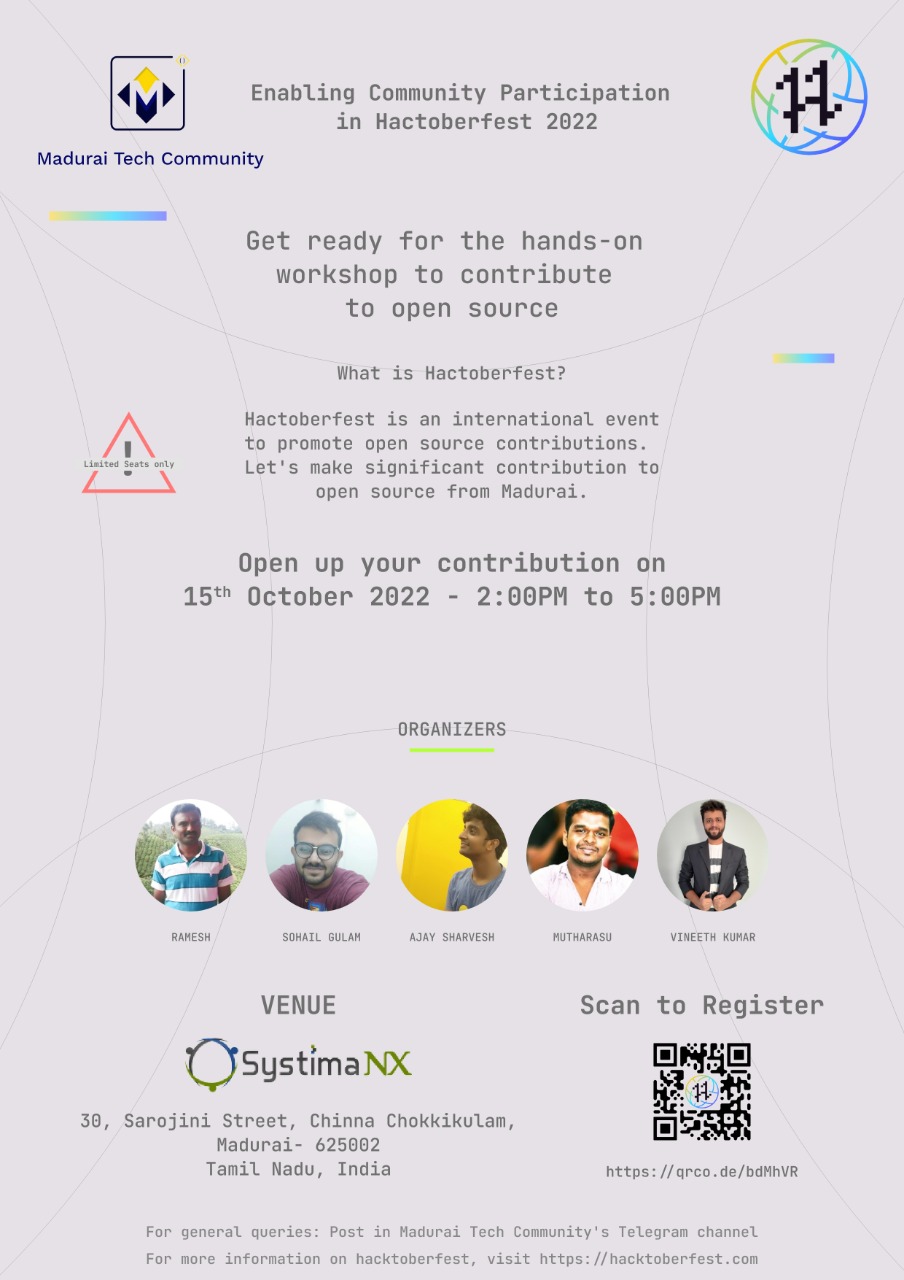 Madurai Tech Community
Enabling Community Participation
in Hactoberfest 2022
Get ready for the hands-on
workshop to contribute
to open source
What is Hactoberfest?
Hactoberfest is an international event
to promote open source contributions.
Let's make significant contribution to
open source from Madurai.
Limited Seats only
Open up your contribution on
15th October 2022 - 2:00PM to 5:00PM
ORGANIZERS
RAMESH
SOHAIL GULAM
AJAY SHARVESH
MUTHARASU
VINEETH KUMAR
VENUE
SystimaNX
30, Sarojini Street, Chinna Chokkikulam,
Madurai- 625002
Tamil Nadu, India
Scan to Register
https://qrco.de/bdMhVR
For general queries: Post in Madurai Tech Community's Telegram channel
For more information on hacktoberfest, visit https://hacktoberfest.com